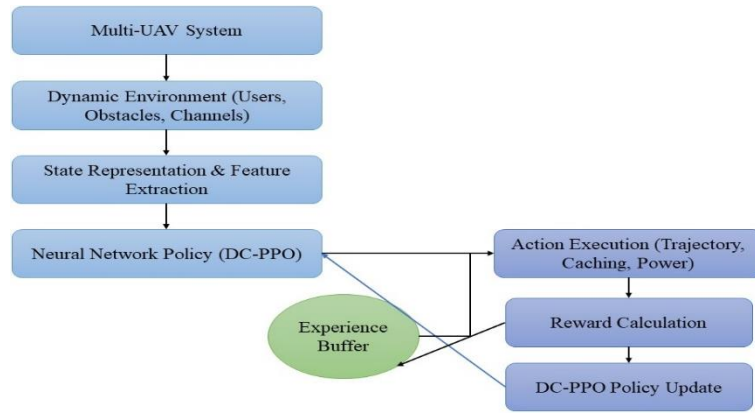 Multi-UAV System
Dynamic Environment (Users,
Obstacles, Channels)
State Representation & Feature
Extraction
Neural Network Policy (DC-PPO)
Action Execution (Trajectory,
Caching, Power)
Experience
Buffer
Reward Calculation
DC-PPO Policy Update